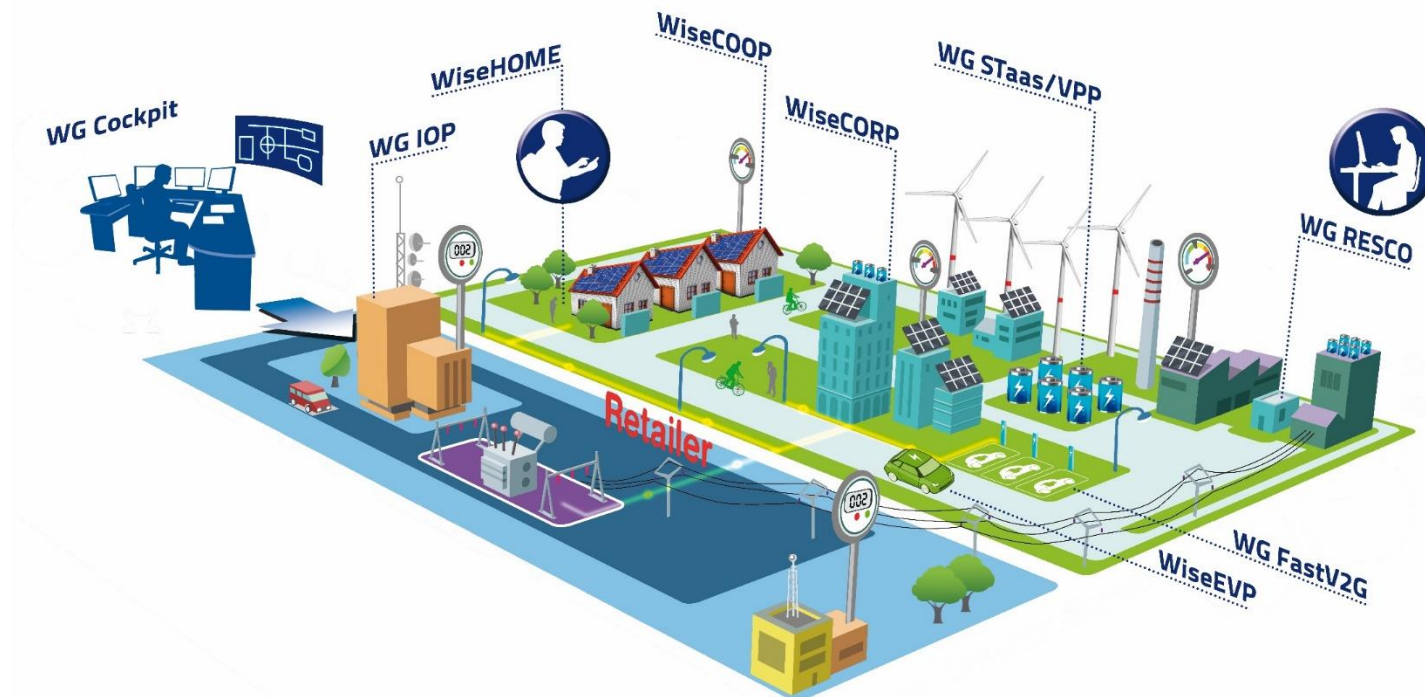 WG Cockpit
WG IOP
WiseHOME
WiseCOOP
WiseCORP
WG STaas/VPP
WG RESCO
002
Retailer
002
WG FastV2G
WiseEVP